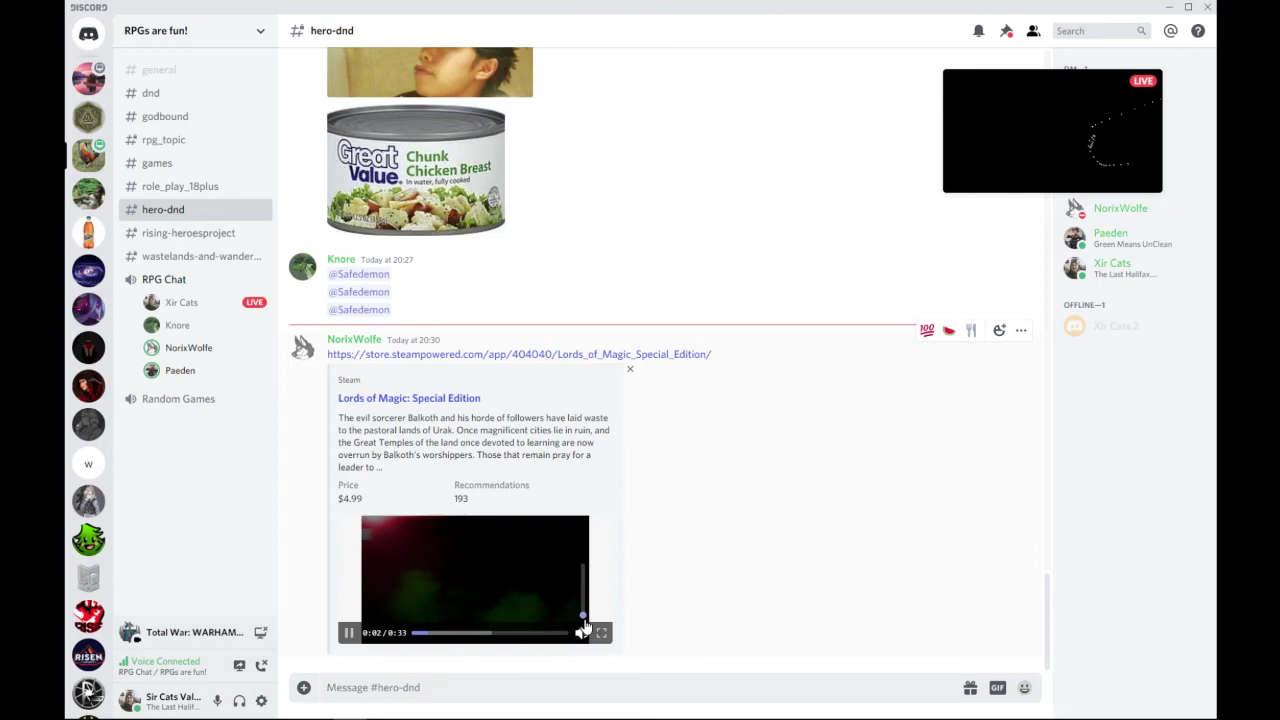 DISCORD
RPGs are fun!
general
dnd
godbound
rpg_topic
games
role_play_18plus
hero-dnd
rising-heroesproject
wastelands-and-wander...
RPG Chat
Xir Cats LIVE
Knore
NorixWolfe
Paeden
Random Games
W
RISEN
Total War: WARHAM...
Voice Connected
RPG Chat / RPGs are fun!
Sir Cats Val...
The Last Halif...
hero-dnd
Search
Great Value.
Chunk
Chicken Breast
In water, fully cooked
Knore Today at 20:27
@Safedemon
@Safedemon
@Safedemon
100
NorixWolfe Today at 20:30
https://store.steampowered.com/app/404040/Lords_of_Magic_Special_Edition/
Steam
Lords of Magic: Special Edition
The evil sorcerer Balkoth and his horde of followers have laid waste
to the pastoral lands of Urak. Once magnificent cities lie in ruin, and
the Great Temples of the land once devoted to learning are now
overrun by Balkoth's worshippers. Those that remain pray for a
leader to ...
Price Recommendations
$4.99 193
0:02/0:33
Message #hero-dnd
GIF
LIVE
NorixWolfe
Paeden
Green Means UnClean
Xir Cats
The Last Halifax...
OFFLINE—1
Xir Cats 2